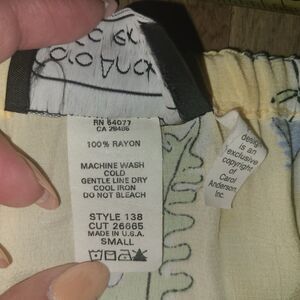 RN 64077
CA 28486
100% RAYON
MACHINE WASH
COLD
GENTLE LINE DRY
COOL IRON
DO NOT BLEACH
STYLE 138
CUT 26665
MADE IN U.S.A.
SMALL
design
is an
exclusive
copyright
of
Carol
Anderson
Inc.